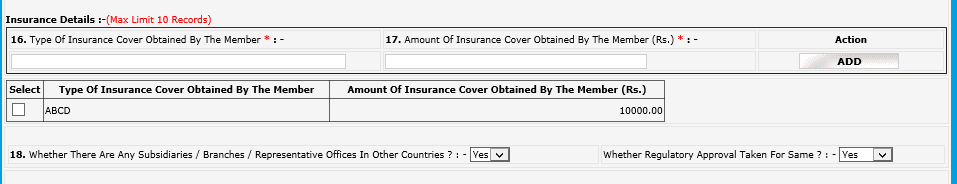 Insurance Details :-(Max Limit 10 Records)
16. Type Of Insurance Cover Obtained By The Member * : - 17. Amount Of Insurance Cover Obtained By The Member (Rs.) * : - Action
ADD
Select Type Of Insurance Cover Obtained By The Member Amount Of Insurance Cover Obtained By The Member (Rs.)
ABCD 10000.00
18. Whether There Are Any Subsidiaries / Branches / Representative Offices In Other Countries ? : - Yes Whether Regulatory Approval Taken For Same ? : - Yes